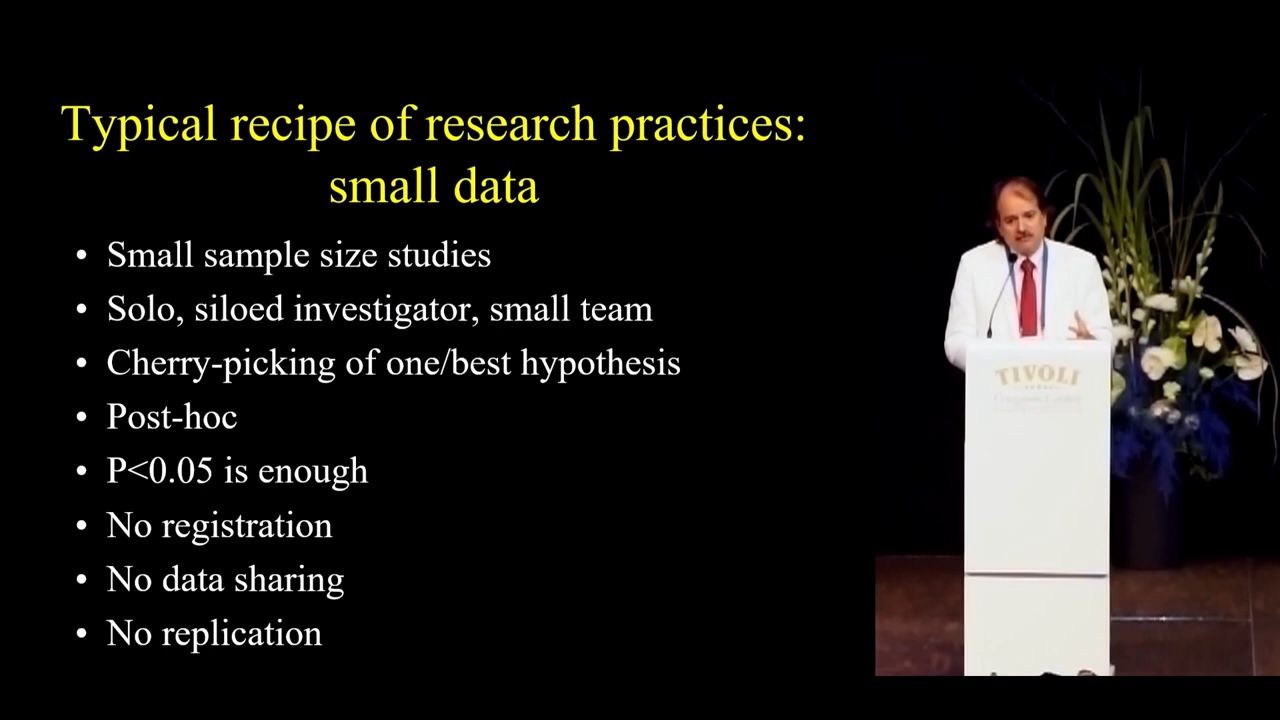 Typical recipe of research practices:
small data
• Small sample size studies
• Solo, siloed investigator, small team
• Cherry-picking of one/best hypothesis
• Post-hoc
• P<0.05 is enough
• No registration
• No data sharing
• No replication
TIVOLI